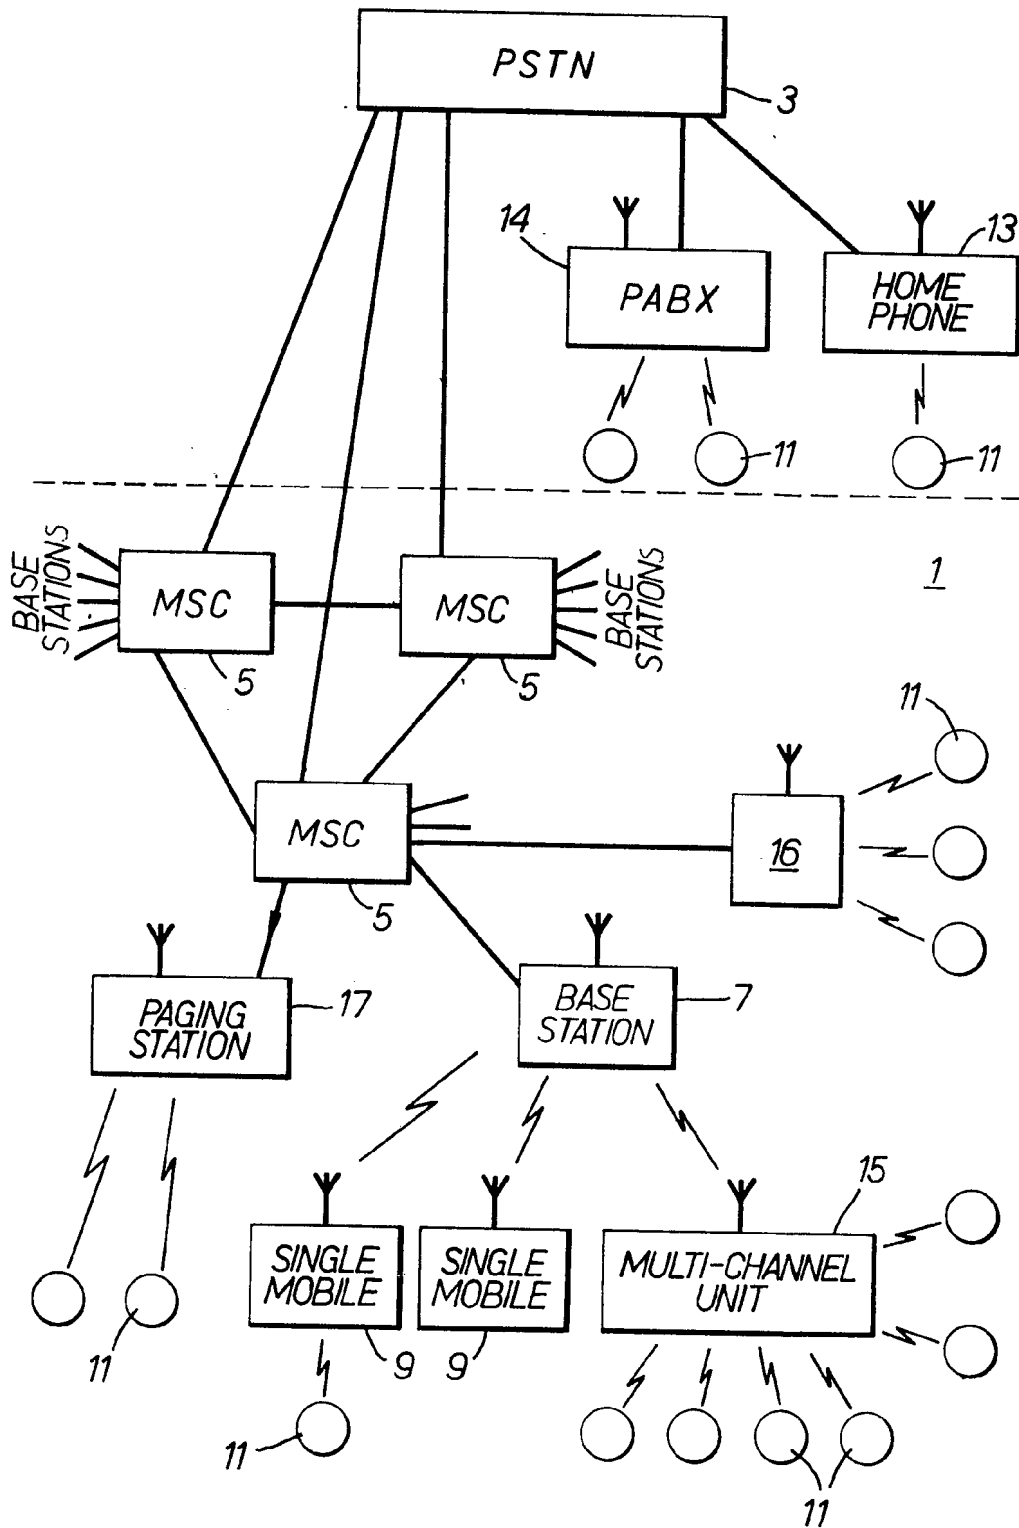 PSTN
3
14
13
PABX
HOME
PHONE
11
11
BASE
STATIONS
MSC
MSC
BASE
STATIONS
1
5
5
11
MSC
16
5
17
PAGING
STATION
BASE
STATION
7
15
SINGLE
MOBILE
SINGLE
MOBILE
MULTI-CHANNEL
UNIT
11
9
9
11
11